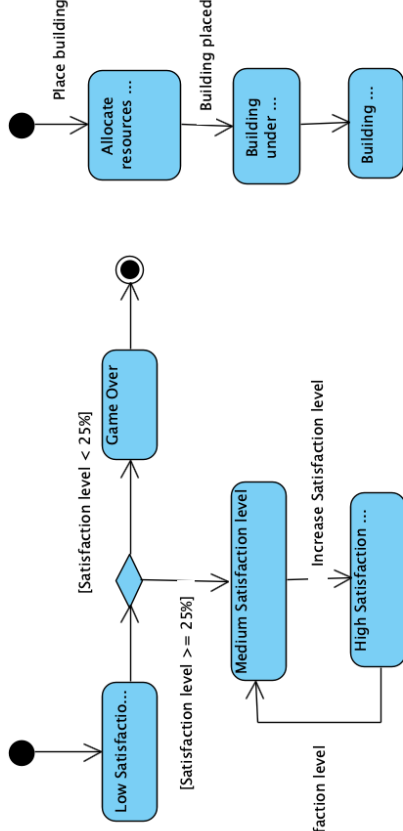 Low Satisfactio...
[Satisfaction level < 25%]
Game Over
[Satisfaction level >= 25%]
Medium Satisfaction level
Increase Satisfaction level
High Satisfaction ...
faction level
Place building
Allocate
resources ...
Building placed
Building
under ...
Building ...